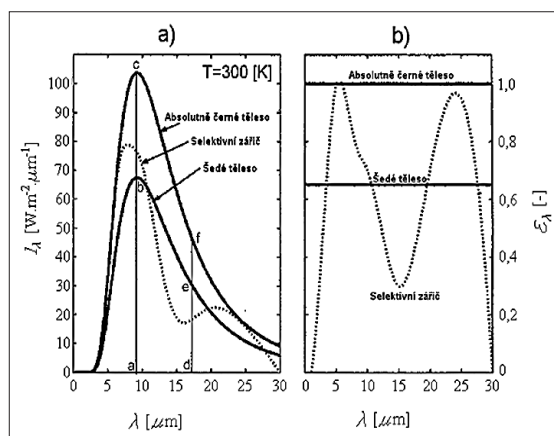 a)
T=300 [K]
c
Absolutně černé těleso
Selektivní zářič
Šedé těleso
b
f
e
a
d
100
90
80
70
60
50
40
30
20
10
0
0 5 10 15 20 25 30
I_λ [W.m⁻².μm⁻¹]
λ [μm]
b)
Absolutně černé těleso
Šedé těleso
Selektivní zářič
1,0
0,8
0,6
0,4
0,2
0
0 5 10 15 20 25 30
ε_λ [-]
λ [μm]